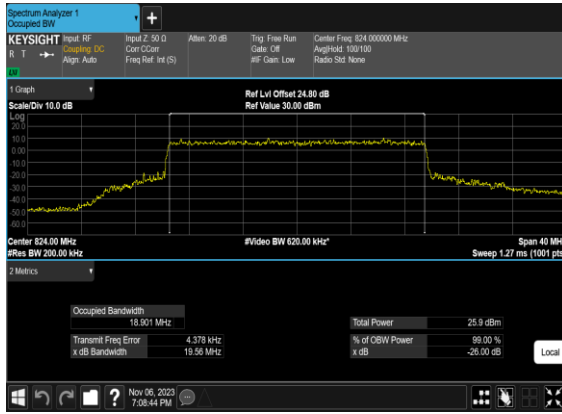 Spectrum Analyzer 1
Occupied BW
KEYSIGHT Input: RF Input Z: 50 Ω Atten: 20 dB Trig: Free Run Center Freq: 824.000000 MHz
R T Coupling: DC Corr CCorr Gate: Off Avg|Hold: 100/100
Align: Auto Freq Ref: Int (S) #IF Gain: Low Radio Std: None
LW
1 Graph Ref Lvl Offset 24.80 dB
Scale/Div 10.0 dB Ref Value 30.00 dBm
Log
20.0
10.0
0.00
-10.0
-20.0
-30.0
-40.0
-50.0
-60.0
Center 824.00 MHz #Video BW 620.00 kHz* Span 40 MH
#Res BW 200.00 kHz Sweep 1.27 ms (1001 pts
2 Metrics
Occupied Bandwidth
18.901 MHz Total Power 25.9 dBm
Transmit Freq Error 4.378 kHz % of OBW Power 99.00 %
x dB Bandwidth 19.56 MHz x dB -26.00 dB
Local
? Nov 06, 2023
7:08:44 PM